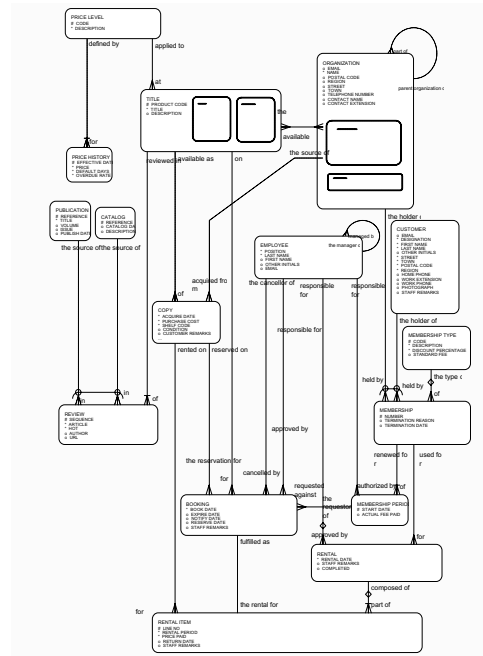 PRICE LEVEL
# CODE
* DESCRIPTION
defined by
applied to
at
for
PRICE HISTORY
# EFFECTIVE DATE
* PRICE
* DEFAULT DAYS
* OVERDUE RATE
TITLE
# PRODUCT CODE
* TITLE
o DESCRIPTION
the
available
reviewed in
available as
on
the source of
ORGANIZATION
o EMAIL
* NAME
o POSTAL CODE
o REGION
o STREET
o TOWN
o TELEPHONE NUMBER
o CONTACT NAME
o CONTACT EXTENSION
part of
parent organization o
PUBLICATION
# REFERENCE
* TITLE
o VOLUME
o ISSUE
o PUBLISH DATE
CATALOG
# REFERENCE
o CATALOG DA
o DESCRIPTION
the source of
the source of
EMPLOYEE
* POSITION
* LAST NAME
o FIRST NAME
o OTHER INITIALS
o EMAIL
managed b
the manager o
the holder o
CUSTOMER
o EMAIL
* DESIGNATION
* FIRST NAME
* LAST NAME
o OTHER INITIALS
* STREET
* TOWN
* POSTAL CODE
* REGION
o HOME PHONE
o WORK EXTENSION
o WORK PHONE
o PHOTOGRAPH
o STAFF REMARKS
the canceller of
responsible
for
responsible
for
acquired fro
m
of
COPY
* ACQUIRE DATE
* PURCHASE COST
* SHELF CODE
o CONDITION
o CUSTOMER REMARKS
rented on
reserved on
responsible for
the holder of
MEMBERSHIP TYPE
# CODE
* DESCRIPTION
* DISCOUNT PERCENTAGE
o STANDARD FEE
the type o
held by
held by
of
in
in
of
REVIEW
# SEQUENCE
* ARTICLE
* HOT
o AUTHOR
o URL
MEMBERSHIP
# NUMBER
o TERMINATION REASON
o TERMINATION DATE
approved by
renewed fo
r
used fo
r
the reservation for
for
cancelled by
requested
against
the
requestor
of
authorized by
of
BOOKING
* BOOK DATE
o EXPIRE DATE
o NOTIFY DATE
o RESERVE DATE
o STAFF REMARKS
MEMBERSHIP PERIOD
# START DATE
o ACTUAL FEE PAID
fulfilled as
approved by
for
RENTAL
* RENTAL DATE
o STAFF REMARKS
o COMPLETED
composed of
for
the rental for
part of
RENTAL ITEM
# LINE NO
* RENTAL PERIOD
* PRICE PAID
o RETURN DATE
o STAFF REMARKS